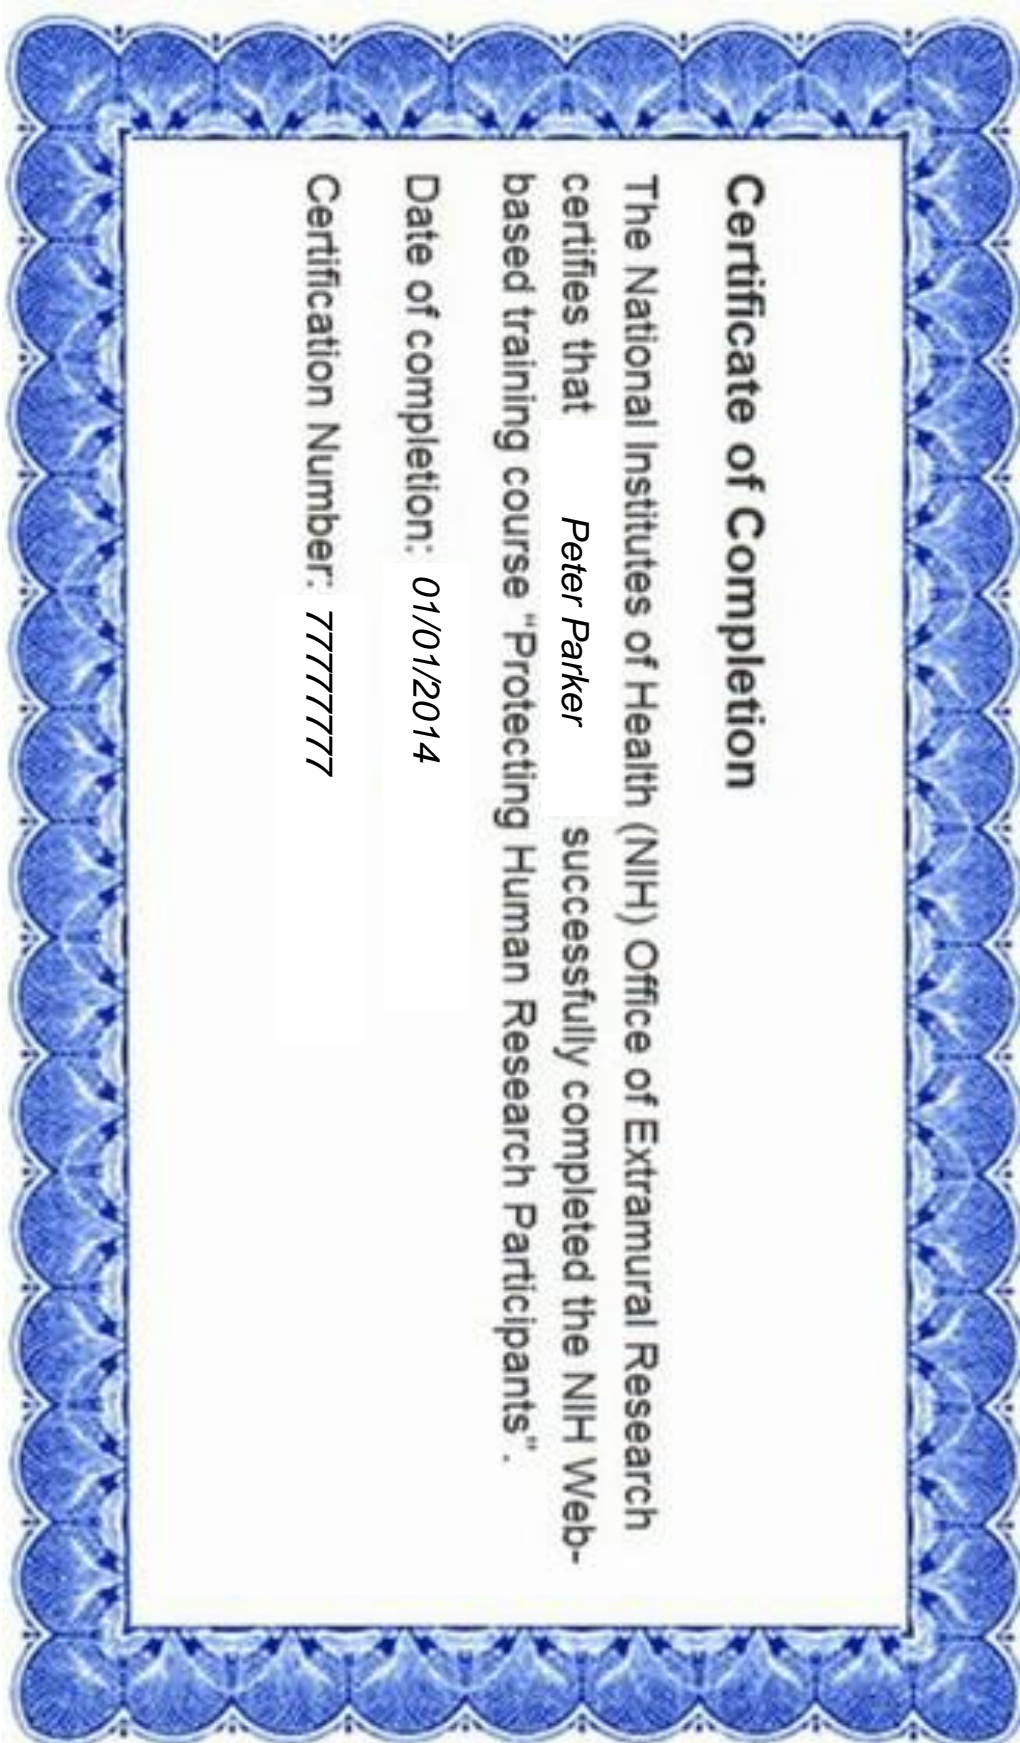 Certificate of Completion
The National Institutes of Health (NIH) Office of Extramural Research
certifies that Peter Parker successfully completed the NIH Web-
based training course "Protecting Human Research Participants".
Date of completion: 01/01/2014
Certification Number: 77777777